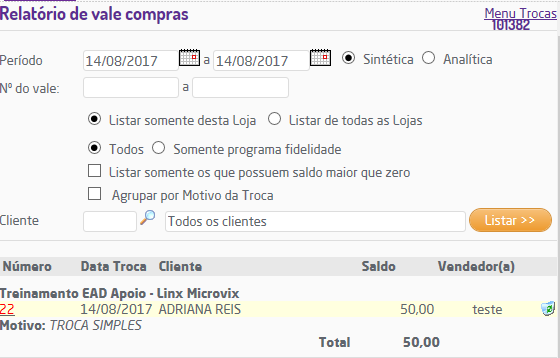 Relatório de vale compras
Menu Trocas
101382
Período 14/08/2017 a 14/08/2017 Sintética Analítica
Nº do vale: a
Listar somente desta Loja Listar de todas as Lojas
Todos Somente programa fidelidade
Listar somente os que possuem saldo maior que zero
Agrupar por Motivo da Troca
Cliente Todos os clientes Listar >>
Número Data Troca Cliente Saldo Vendedor(a)
Treinamento EAD Apoio - Linx Microvix
22 14/08/2017 ADRIANA REIS 50,00 teste
Motivo: TROCA SIMPLES
Total 50,00